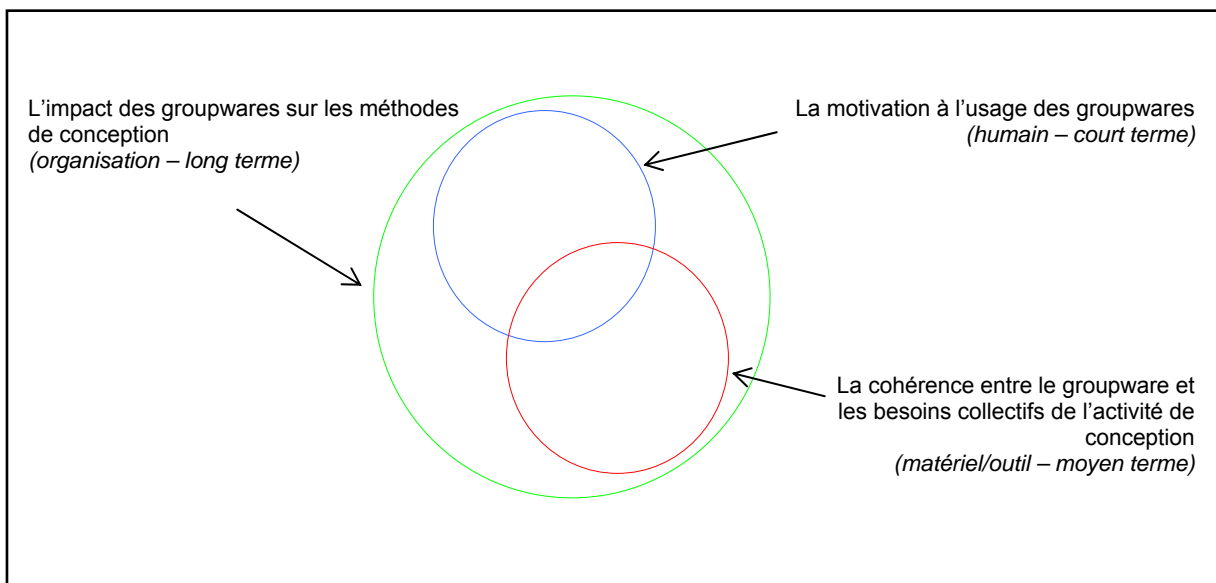 L’impact des groupwares sur les méthodes
de conception
(organisation – long terme)
La motivation à l’usage des groupwares
(humain – court terme)
La cohérence entre le groupware et
les besoins collectifs de l’activité de
conception
(matériel/outil – moyen terme)